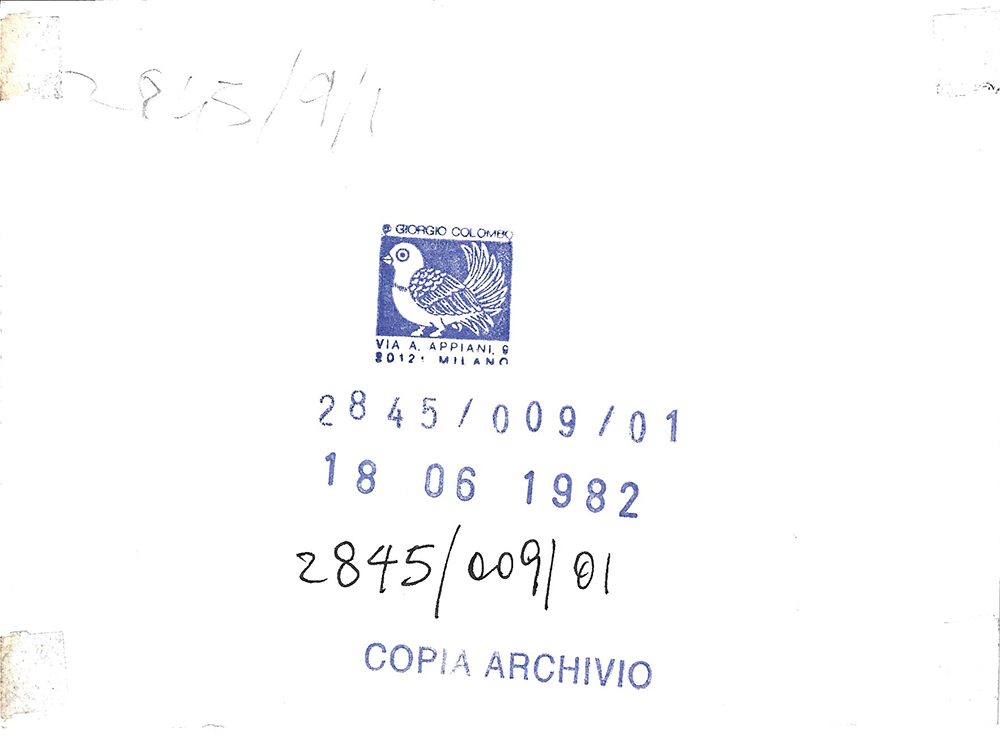 2845/9/1
© GIORGIO COLOMBO
VIA A. APPIANI, 9
20121 MILANO
2845/009/01
18 06 1982
2845/009/01
COPIA ARCHIVIO